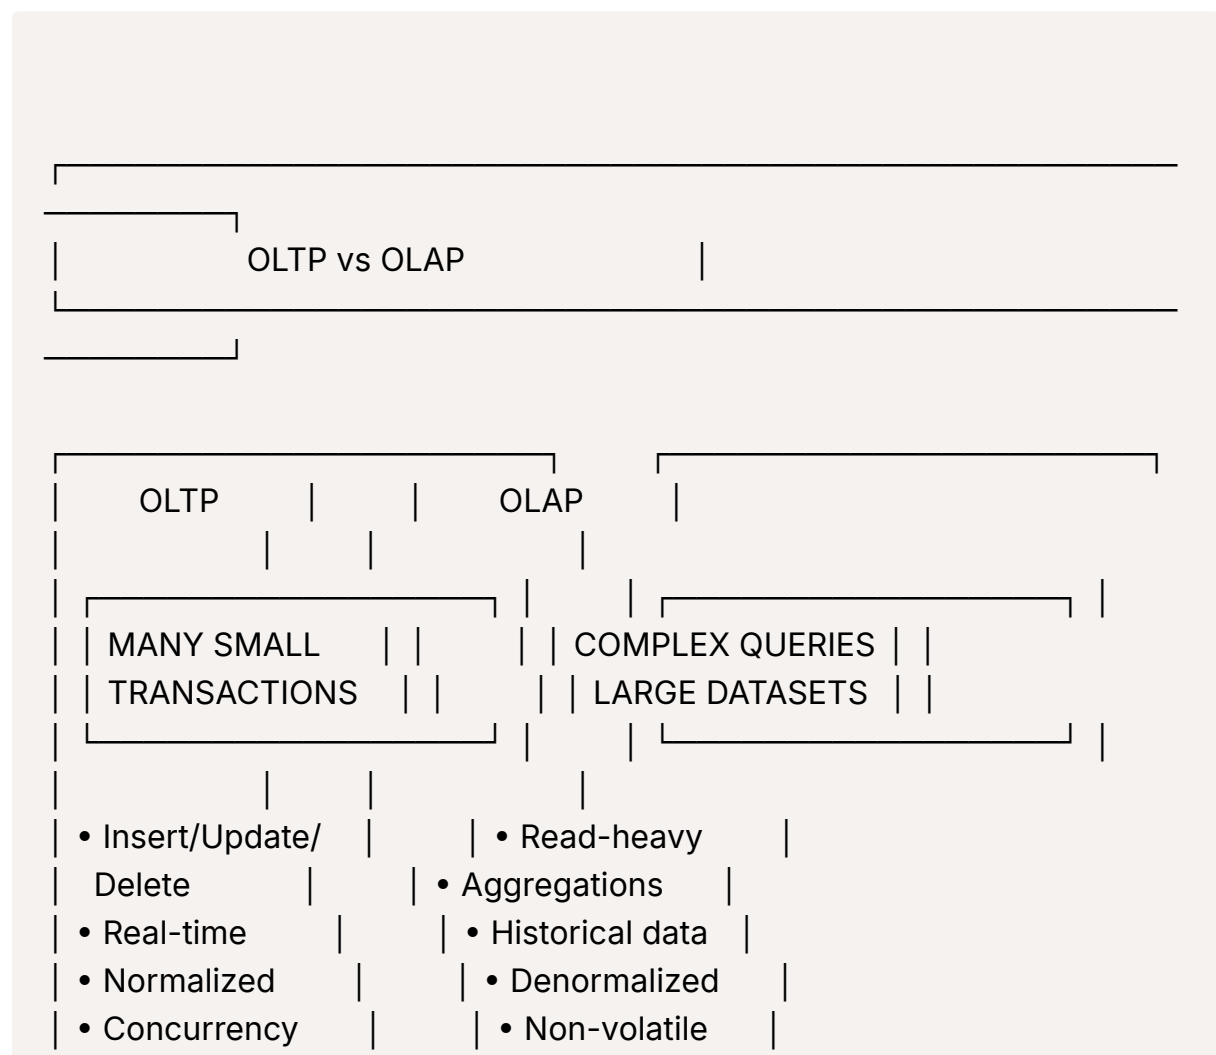 OLTP vs OLAP
OLTP OLAP
MANY SMALL COMPLEX QUERIES
TRANSACTIONS LARGE DATASETS
• Insert/Update/ • Read-heavy
Delete • Aggregations
• Real-time • Historical data
• Normalized • Denormalized
• Concurrency • Non-volatile